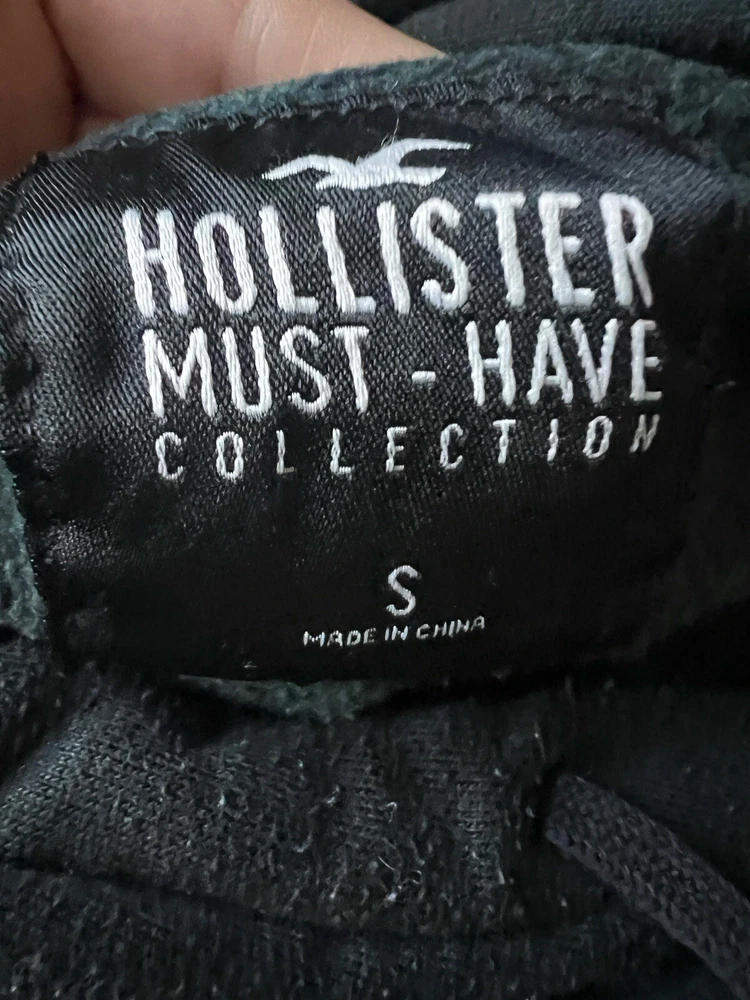 HOLLISTER
MUST - HAVE
COLLECTION
S
MADE IN CHINA